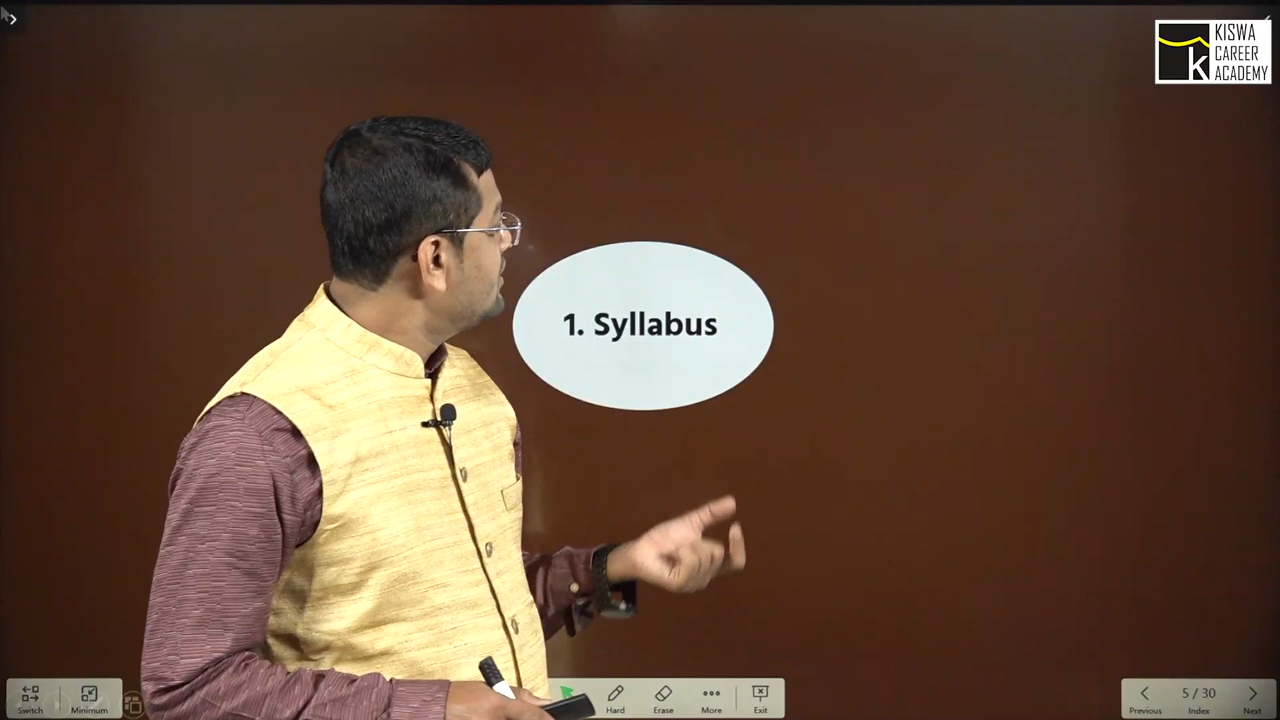 KISWA
CAREER
ACADEMY
k
1. Syllabus
Switch
Minimum
Hard
Erase
More
Exit
Previous
5 / 30
Index
Next